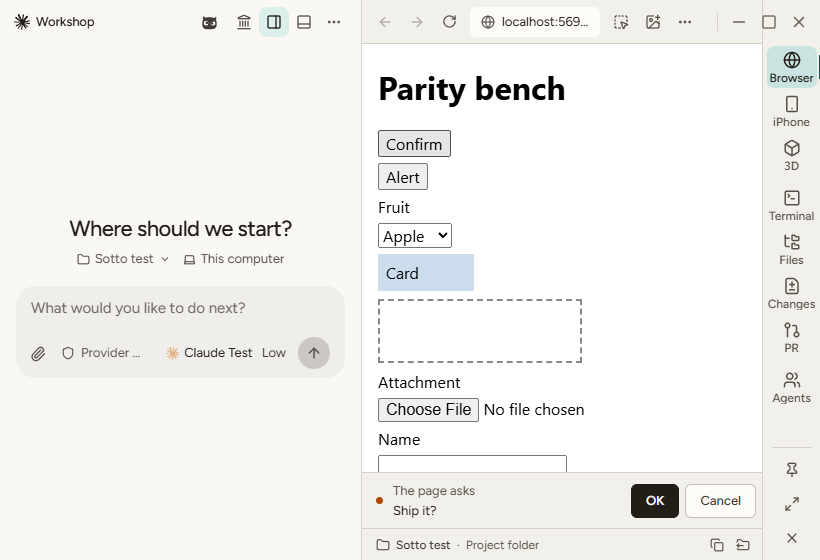 Workshop
localhost:569...
Where should we start?
Sotto test
This computer
What would you like to do next?
Provider ...
Claude Test Low
Parity bench
Confirm
Alert
Fruit
Apple
Card
Attachment
Choose File No file chosen
Name
The page asks
Ship it?
OK
Cancel
Sotto test · Project folder
Browser
iPhone
3D
Terminal
Files
Changes
PR
Agents